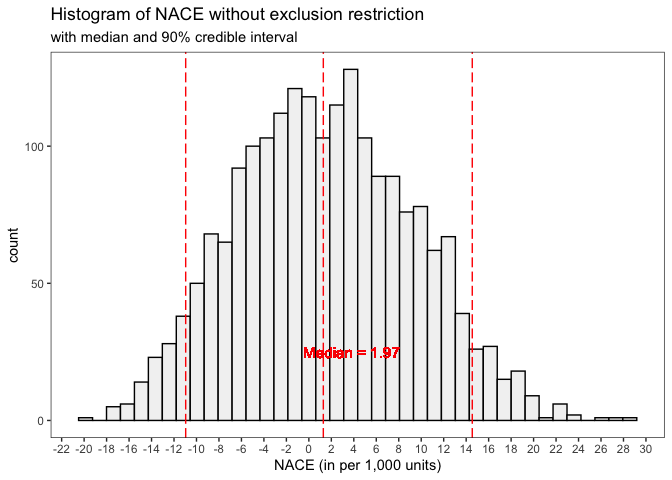 Histogram of NACE without exclusion restriction
with median and 90% credible interval
100
50
0
count
Median = 1.97
-22 -20 -18 -16 -14 -12 -10 -8 -6 -4 -2 0 2 4 6 8 10 12 14 16 18 20 22 24 26 28 30
NACE (in per 1,000 units)